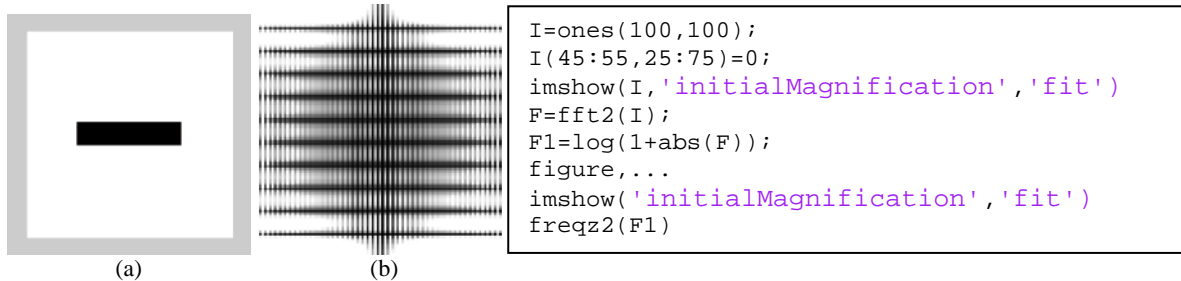 I=ones(100,100);
I(45:55,25:75)=0;
imshow(I,'initialMagnification','fit')
F=fft2(I);
F1=log(1+abs(F));
figure,...
imshow('initialMagnification','fit')
freqz2(F1)
(a)
(b)